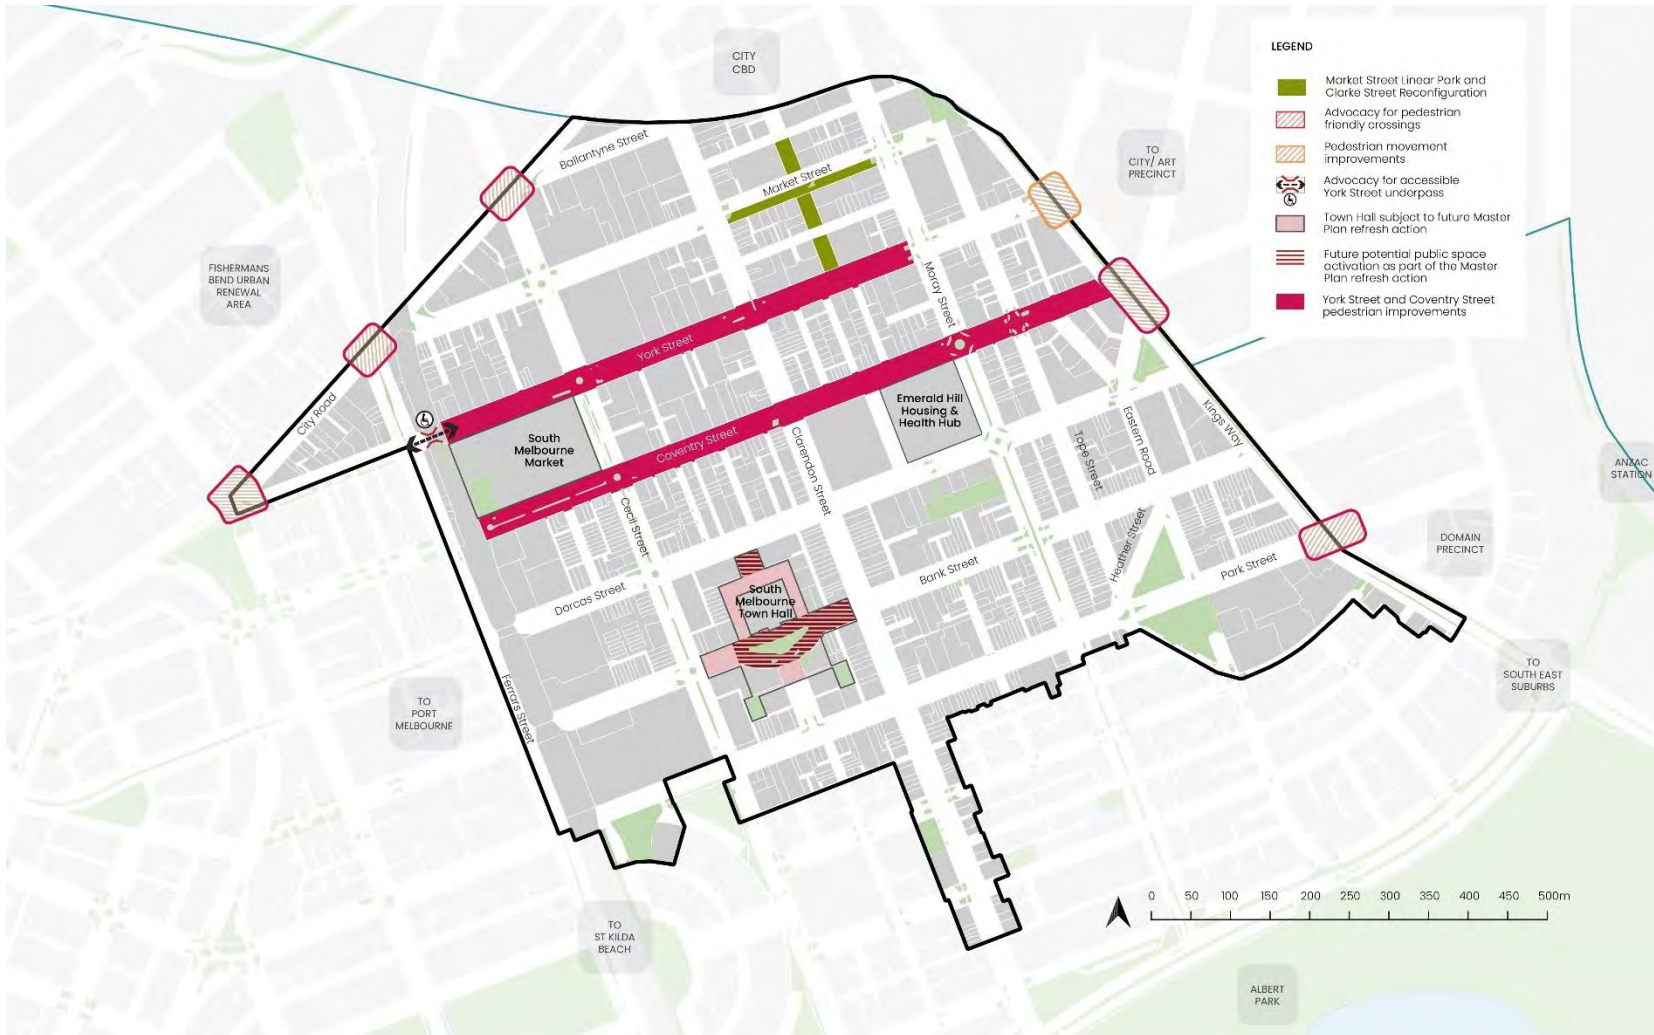 CITY
CBD
LEGEND
Market Street Linear Park and
Clarke Street Reconfiguration
Advocacy for pedestrian
friendly crossings
Pedestrian movement
improvements
Advocacy for accessible
York Street underpass
Town Hall subject to future Master
Plan refresh action
Future potential public space
activation as part of the Master
Plan refresh action
York Street and Coventry Street
pedestrian improvements
Ballantyne Street
TO
CITY/ ART
PRECINCT
Market Street
FISHERMANS
BEND URBAN
RENEWAL
AREA
Moray Street
York Street
City Road
Emerald Hill
Housing &
Health Hub
South
Melbourne
Market
Coventry Street
Clarendon Street
Kings Way
Eastern Road
Tope Street
ANZAC
STATION
Cecil Street
DOMAIN
PRECINCT
Heather Street
Park Street
Bank Street
Dorcas Street
South
Melbourne
Town Hall
TO
SOUTH EAST
SUBURBS
Ferrars Street
TO
PORT
MELBOURNE
0 50 100 150 200 250 300 350 400 450 500m
TO
ST KILDA
BEACH
ALBERT
PARK